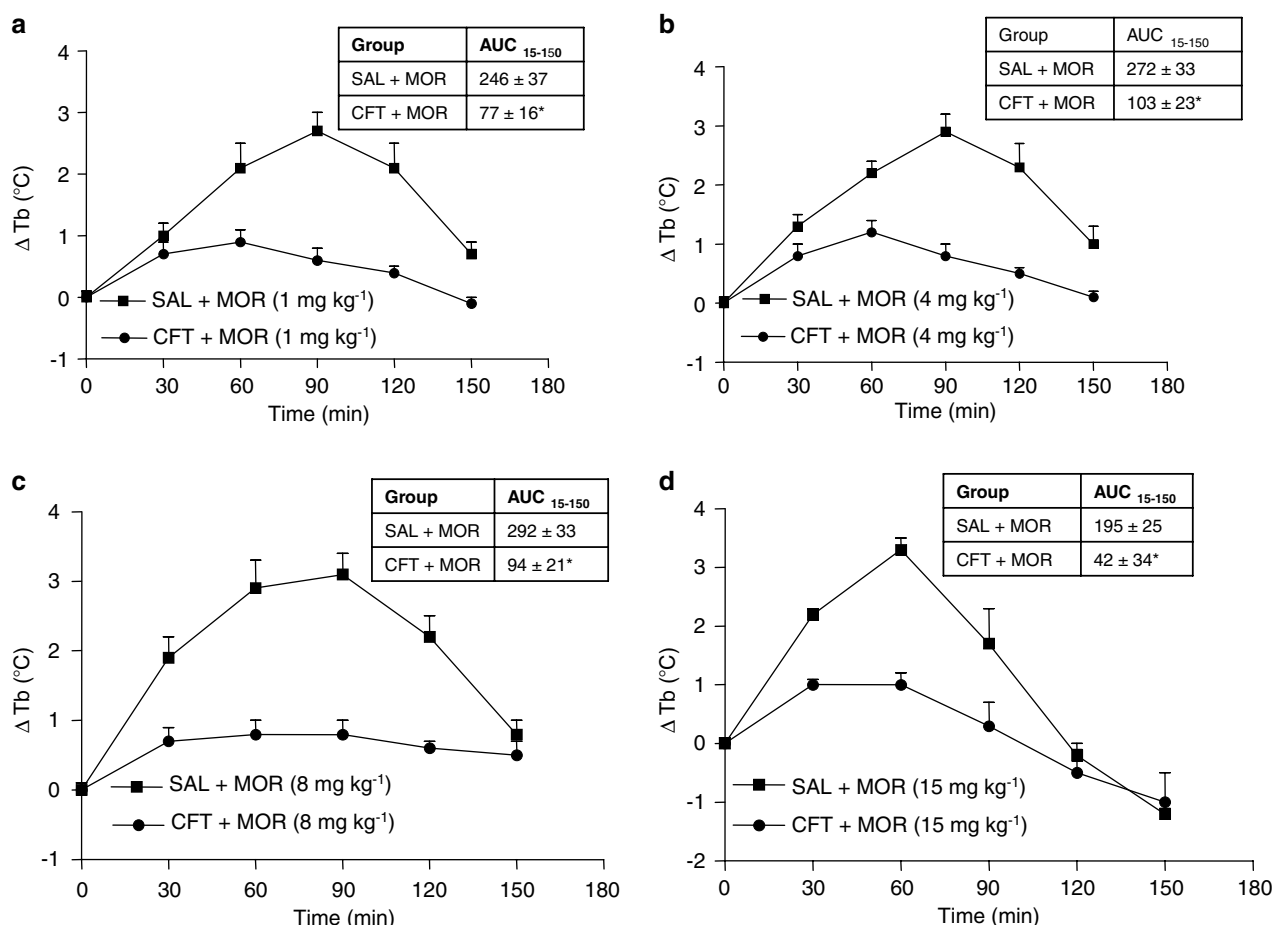 a
Group AUC 15-150
SAL + MOR 246 ± 37
CFT + MOR 77 ± 16*
4
3
2
1
0
-1
Δ Tb (°C)
SAL + MOR (1 mg kg-1)
CFT + MOR (1 mg kg-1)
0 30 60 90 120 150 180
Time (min)
b
Group AUC 15-150
SAL + MOR 272 ± 33
CFT + MOR 103 ± 23*
4
3
2
1
0
-1
Δ Tb (°C)
SAL + MOR (4 mg kg-1)
CFT + MOR (4 mg kg-1)
0 30 60 90 120 150 180
Time (min)
c
Group AUC 15-150
SAL + MOR 292 ± 33
CFT + MOR 94 ± 21*
4
3
2
1
0
-1
Δ Tb (°C)
SAL + MOR (8 mg kg-1)
CFT + MOR (8 mg kg-1)
0 30 60 90 120 150 180
Time (min)
d
Group AUC 15-150
SAL + MOR 195 ± 25
CFT + MOR 42 ± 34*
4
3
2
1
0
-1
-2
Δ Tb (°C)
SAL + MOR (15 mg kg-1)
CFT + MOR (15 mg kg-1)
0 30 60 90 120 150 180
Time (min)